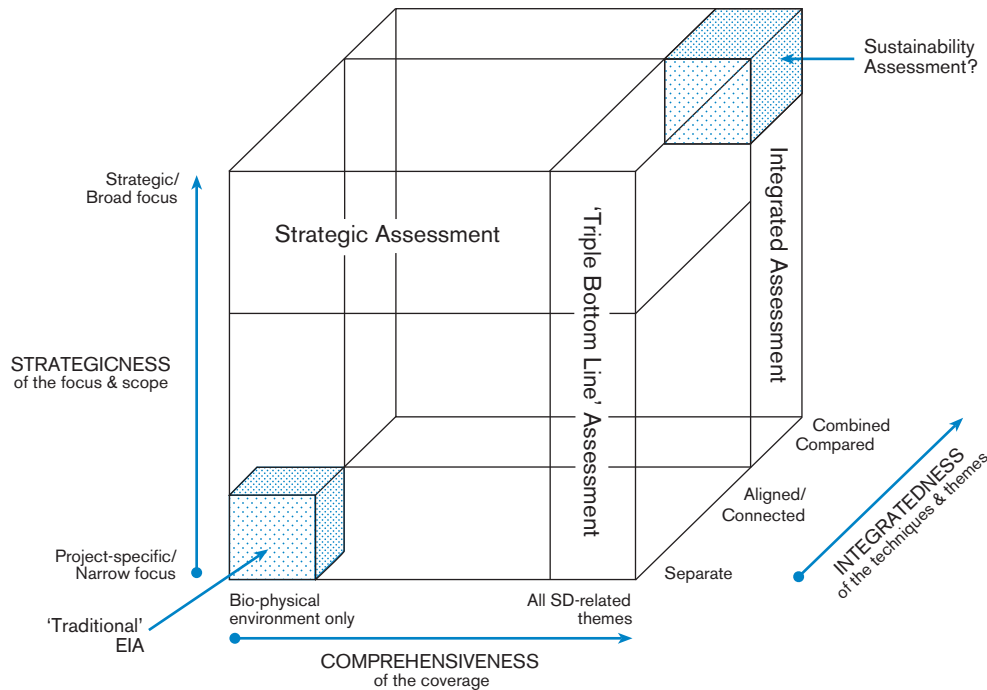 Sustainability
Assessment?
Strategic/
Broad focus
Strategic Assessment
'Triple Bottom Line' Assessment
Integrated Assessment
STRATEGICNESS
of the focus & scope
Combined
Compared
Aligned/
Connected
INTEGRATEDNESS
of the techniques & themes
Project-specific/
Narrow focus
Separate
'Traditional'
EIA
Bio-physical
environment only
All SD-related
themes
COMPREHENSIVENESS
of the coverage